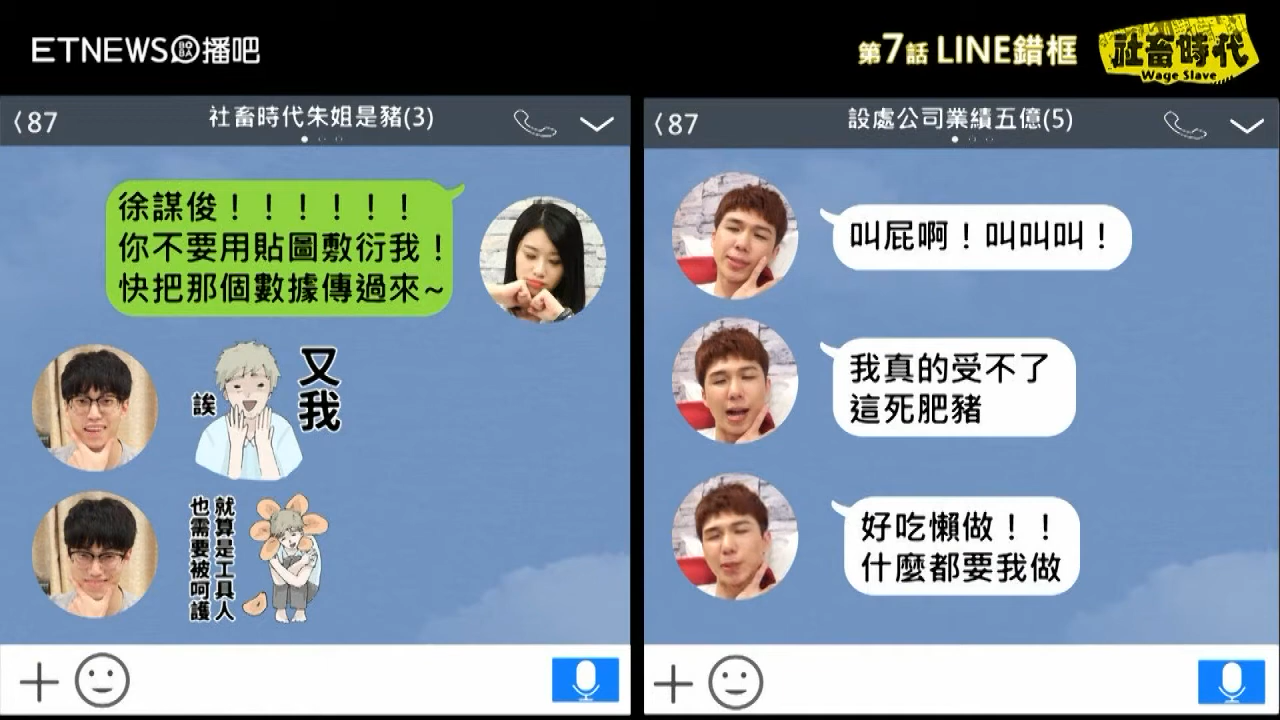 ETNEWS播吧
BOBA
第7話 LINE錯框
社畜時代
Wage Slave
〈87
社畜時代朱姐是豬(3)
徐謀俊！！！！！！
你不要用貼圖敷衍我！
快把那個數據傳過來~
誒
又我
就算是工具人
也需要被呵護
〈87
設處公司業績五億(5)
叫屁啊！叫叫叫！
我真的受不了
這死肥豬
好吃懶做！！
什麼都要我做